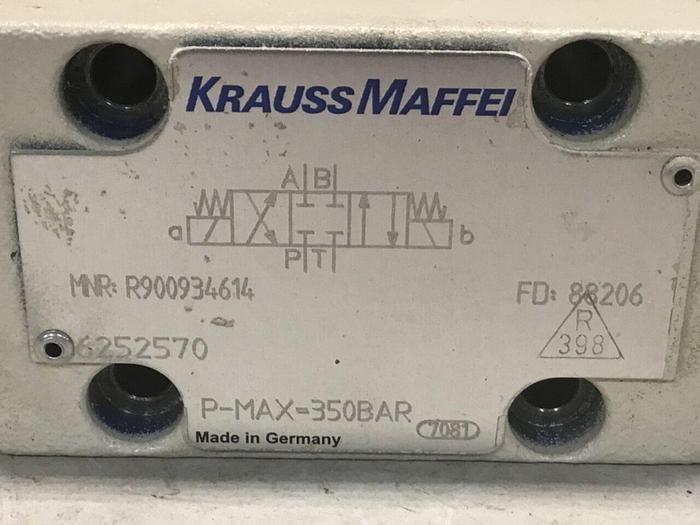 KRAUSSMAFFEI
A B
a b
P T
MNR: R900934614 FD: 88206
6252570
R
398
P-MAX=350BAR
7081
Made in Germany